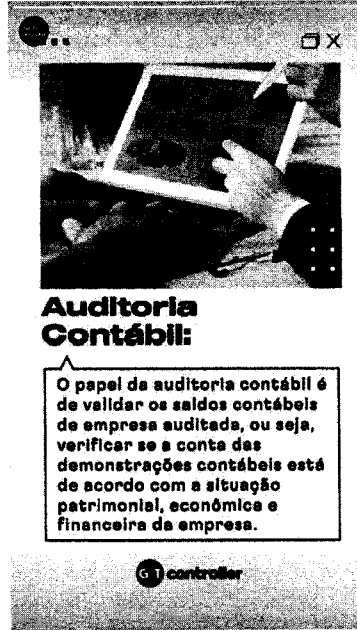 Auditoria
Contábil:
O papel da auditoria contábil é
de validar os saldos contábeis
de empresa auditada, ou seja,
verificar se a conta das
demonstrações contábeis está
de acordo com a situação
patrimonial, econômica e
financeira da empresa.
controller